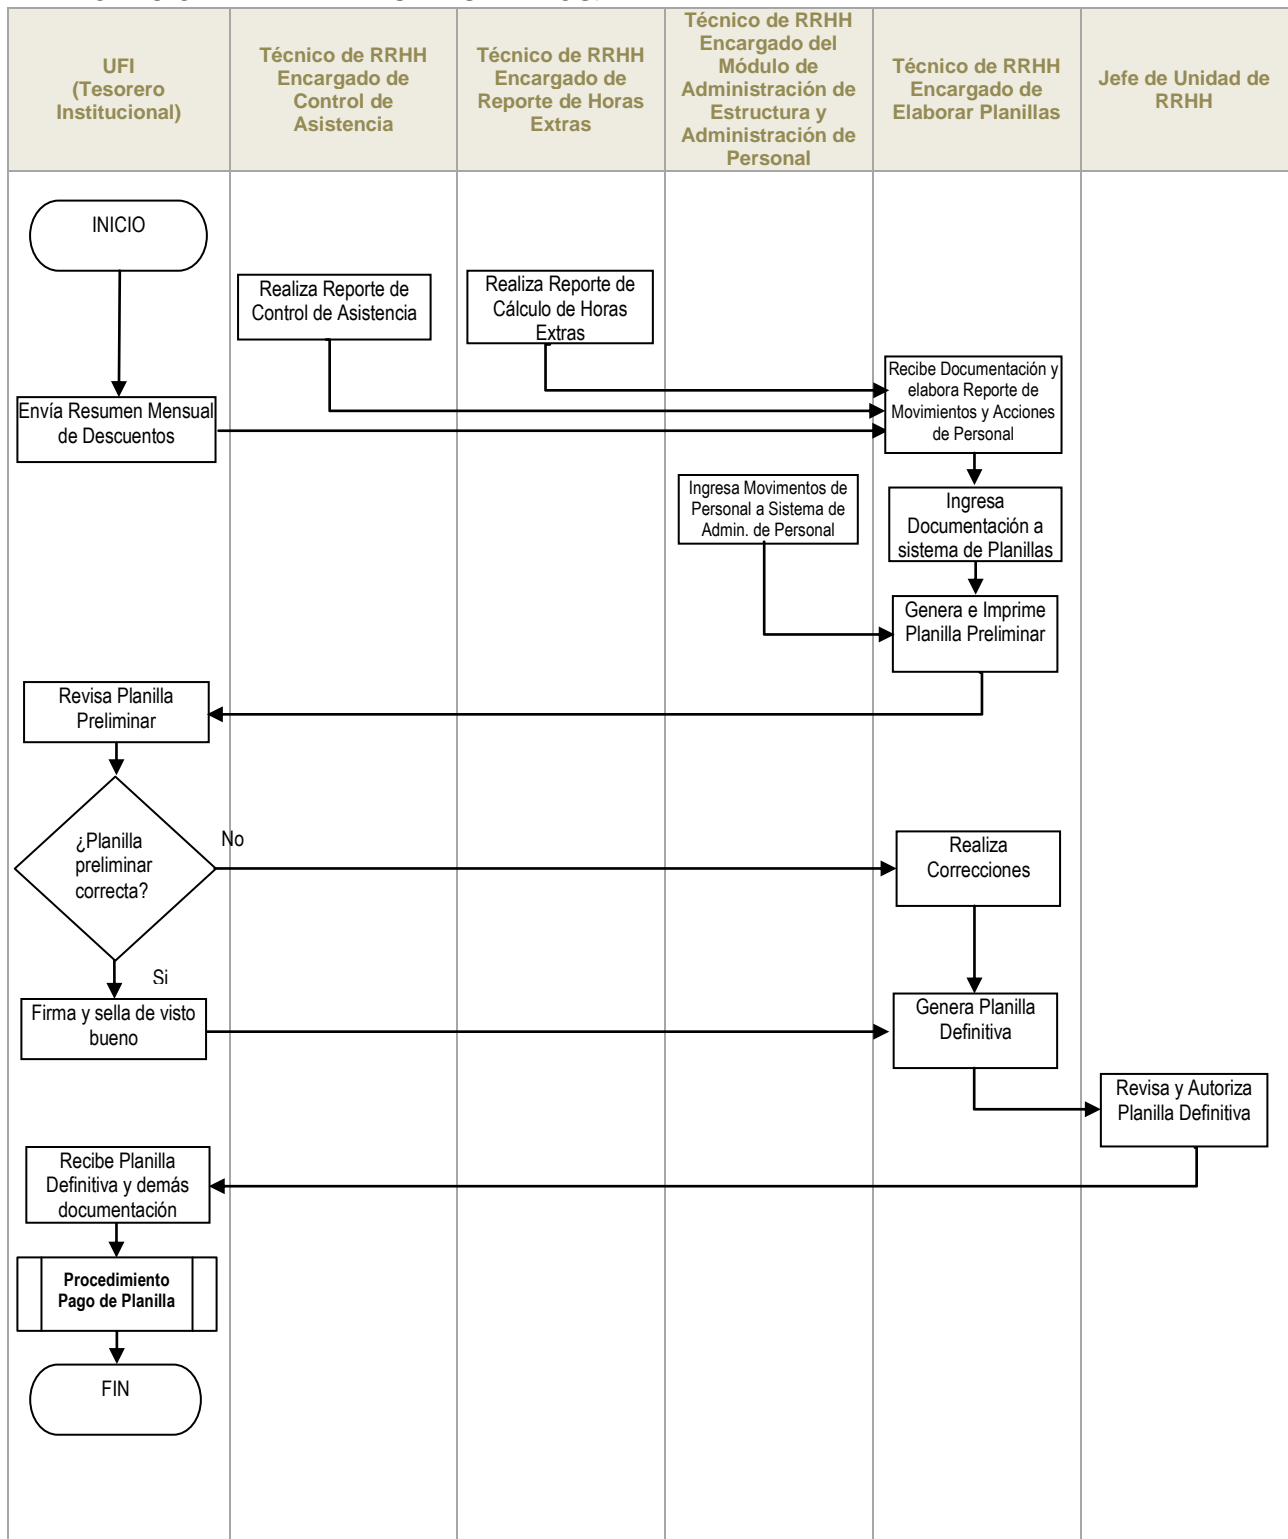 UFI
(Tesorero
Institucional)
Técnico de RRHH
Encargado de
Control de
Asistencia
Técnico de RRHH
Encargado de
Reporte de Horas
Extras
Técnico de RRHH
Encargado del
Módulo de
Administración de
Estructura y
Administración de
Personal
Técnico de RRHH
Encargado de
Elaborar Planillas
Jefe de Unidad de
RRHH
INICIO
Realiza Reporte de
Control de Asistencia
Realiza Reporte de
Cálculo de Horas
Extras
Recibe Documentación y
elabora Reporte de
Movimientos y Acciones
de Personal
Envía Resumen Mensual
de Descuentos
Ingresa Movimentos de
Personal a Sistema de
Admin. de Personal
Ingresa
Documentación a
sistema de Planillas
Genera e Imprime
Planilla Preliminar
Revisa Planilla
Preliminar
¿Planilla
preliminar
correcta?
No
Realiza
Correcciones
Si
Firma y sella de visto
bueno
Genera Planilla
Definitiva
Revisa y Autoriza
Planilla Definitiva
Recibe Planilla
Definitiva y demás
documentación
Procedimiento
Pago de Planilla
FIN